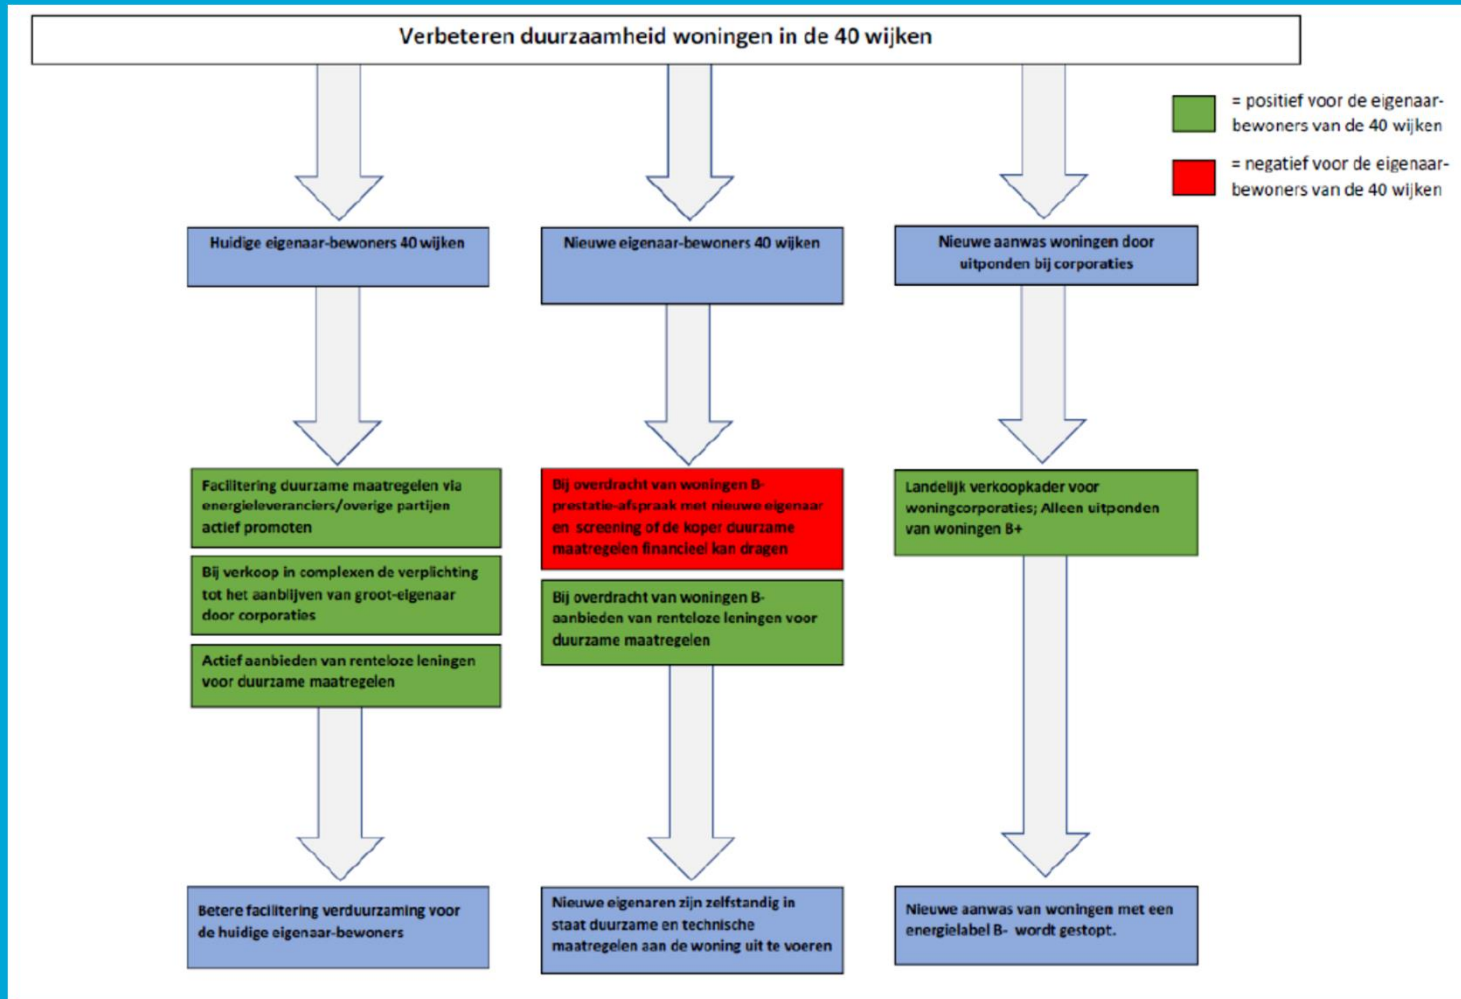 Verbeteren duurzaamheid woningen in de 40 wijken
= positief voor de eigenaar-
bewoners van de 40 wijken
= negatief voor de eigenaar-
bewoners van de 40 wijken
Huidige eigenaar-bewoners 40 wijken
Nieuwe eigenaar-bewoners 40 wijken
Nieuwe aanwas woningen door
uitponden bij corporaties
Facilitering duurzame maatregelen via
energieleveranciers/overige partijen
actief promoten
Bij verkoop in complexen de verplichting
tot het aanblijven van groot-eigenaar
door corporaties
Actief aanbieden van renteloze leningen
voor duurzame maatregelen
Bij overdracht van woningen B-
prestatie-afspraak met nieuwe eigenaar
en screening of de koper duurzame
maatregelen financieel kan dragen
Bij overdracht van woningen B-
aanbieden van renteloze leningen voor
duurzame maatregelen
Landelijk verkoopkader voor
woningcorporaties; Alleen uitponden
van woningen B+
Betere facilitering verduurzaming voor
de huidige eigenaar-bewoners
Nieuwe eigenaren zijn zelfstandig in
staat duurzame en technische
maatregelen aan de woning uit te voeren
Nieuwe aanwas van woningen met een
energielabel B- wordt gestopt.